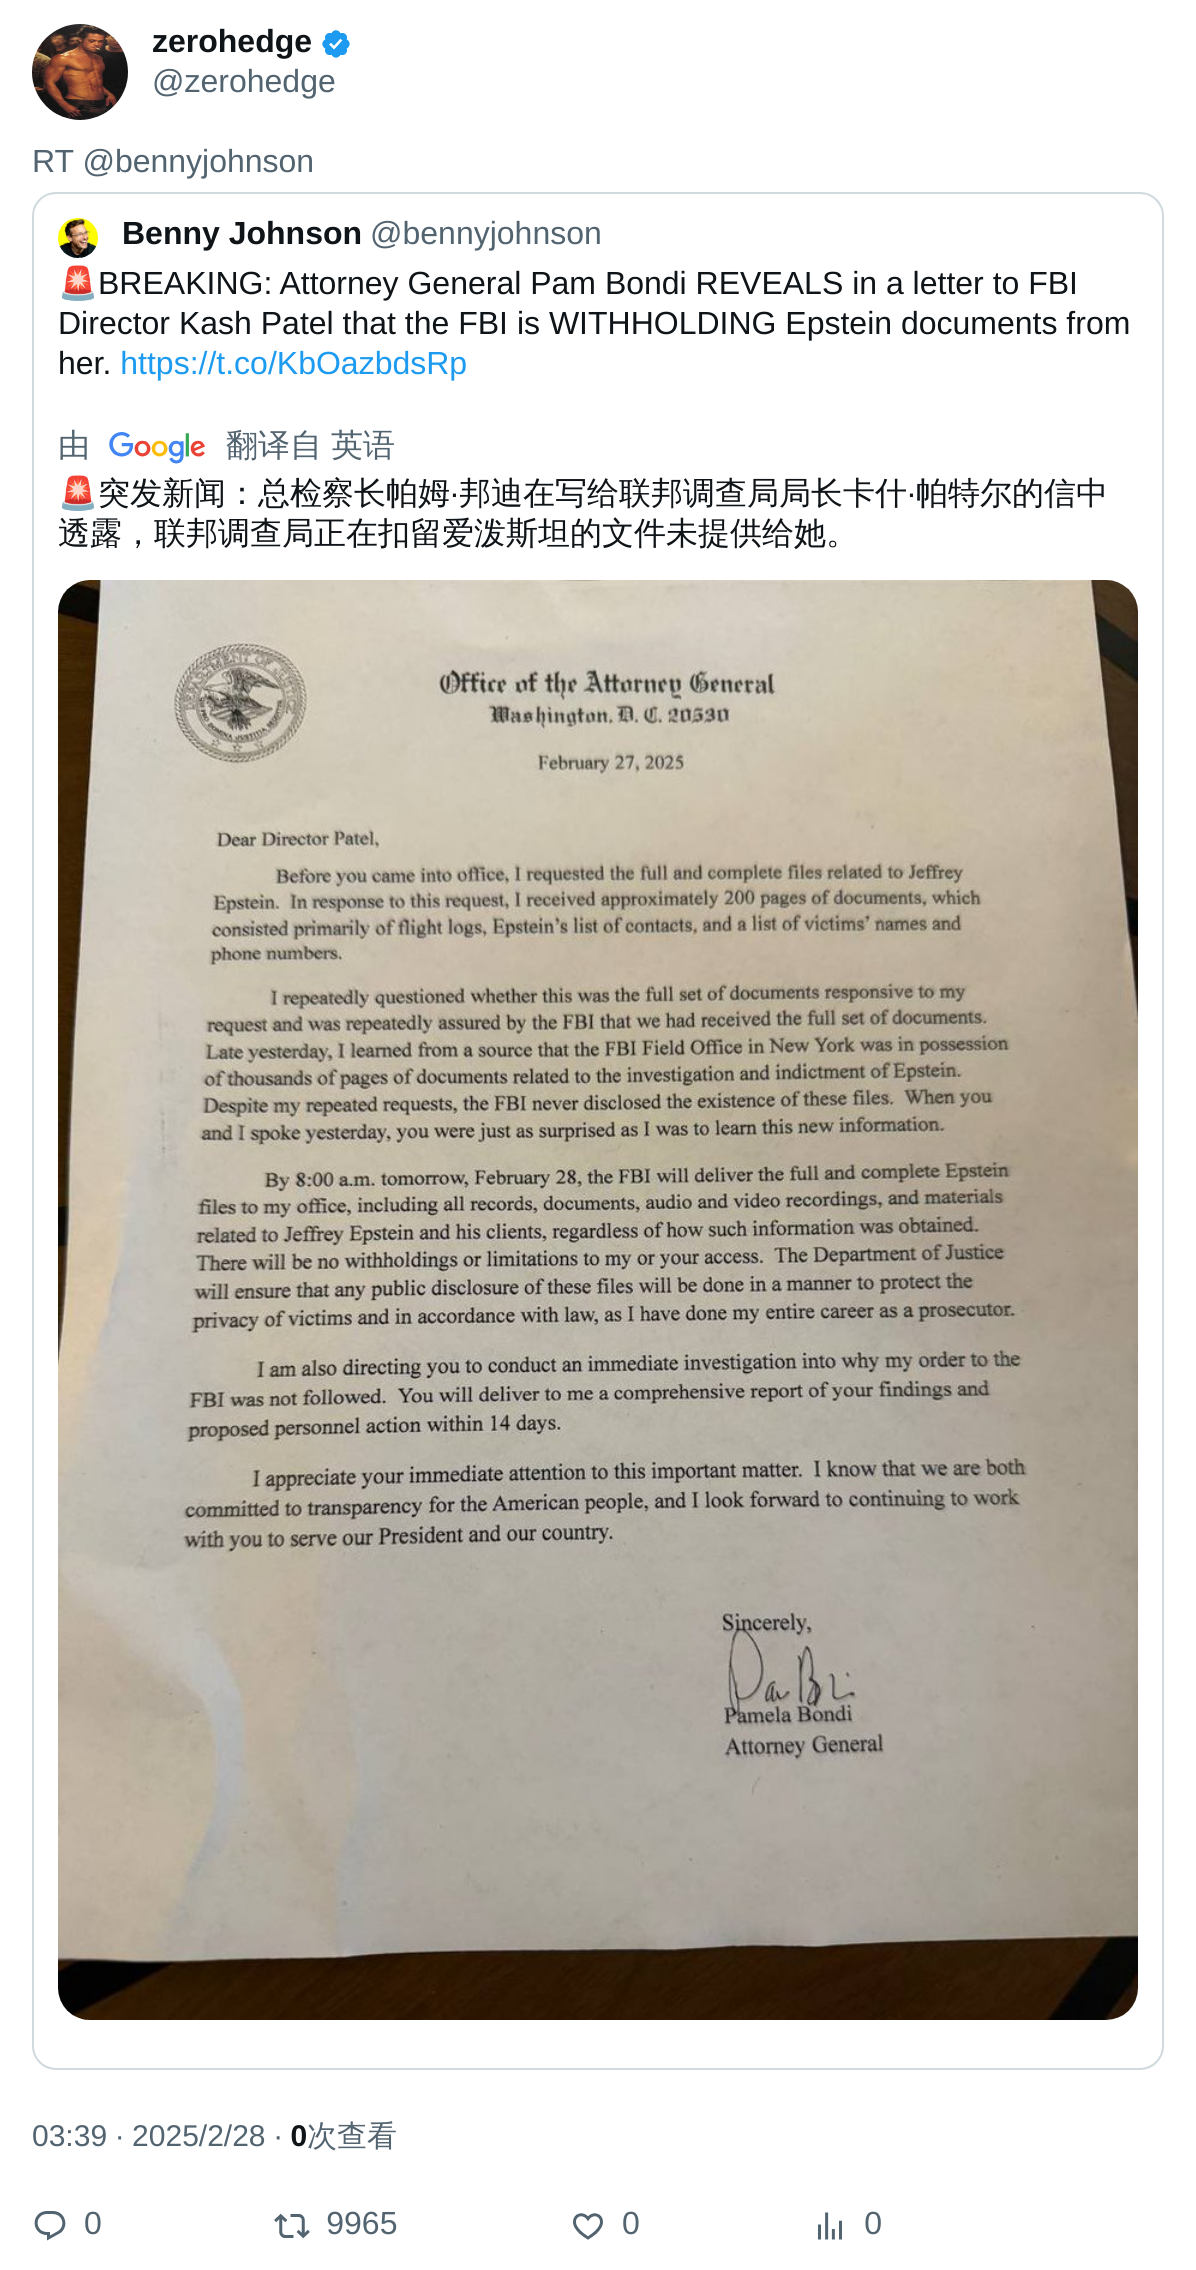 zerohedge
@zerohedge
RT @bennyjohnson
Benny Johnson @bennyjohnson
🚨BREAKING: Attorney General Pam Bondi REVEALS in a letter to FBI
Director Kash Patel that the FBI is WITHHOLDING Epstein documents from
her. https://t.co/KbOazbdsRp
由 Google 翻译自 英语
🚨突发新闻：总检察长帕姆·邦迪在写给联邦调查局局长卡什·帕特尔的信中
透露，联邦调查局正在扣留爱泼斯坦的文件未提供给她。
Office of the Attorney General
Washington, D. C. 20530
February 27, 2025
Dear Director Patel,
Before you came into office, I requested the full and complete files related to Jeffrey
Epstein. In response to this request, I received approximately 200 pages of documents, which
consisted primarily of flight logs, Epstein's list of contacts, and a list of victims' names and
phone numbers.
I repeatedly questioned whether this was the full set of documents responsive to my
request and was repeatedly assured by the FBI that we had received the full set of documents.
Late yesterday, I learned from a source that the FBI Field Office in New York was in possession
of thousands of pages of documents related to the investigation and indictment of Epstein.
Despite my repeated requests, the FBI never disclosed the existence of these files. When you
and I spoke yesterday, you were just as surprised as I was to learn this new information.
By 8:00 a.m. tomorrow, February 28, the FBI will deliver the full and complete Epstein
files to my office, including all records, documents, audio and video recordings, and materials
related to Jeffrey Epstein and his clients, regardless of how such information was obtained.
There will be no withholdings or limitations to my or your access. The Department of Justice
will ensure that any public disclosure of these files will be done in a manner to protect the
privacy of victims and in accordance with law, as I have done my entire career as a prosecutor.
I am also directing you to conduct an immediate investigation into why my order to the
FBI was not followed. You will deliver to me a comprehensive report of your findings and
proposed personnel action within 14 days.
I appreciate your immediate attention to this important matter. I know that we are both
committed to transparency for the American people, and I look forward to continuing to work
with you to serve our President and our country.
Sincerely,
Pamela Bondi
Attorney General
03:39 · 2025/2/28 · 0次查看
0 9965 0 0